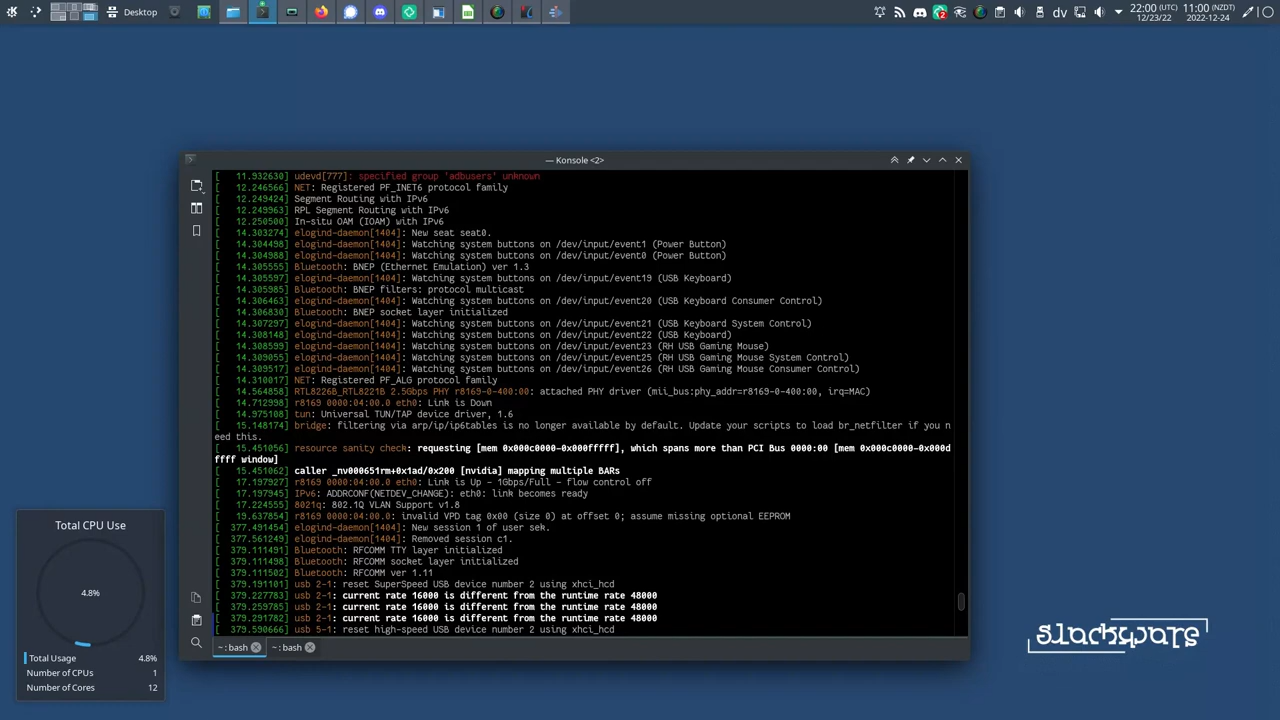 Desktop
2
dv
22:00 (UTC)
12/23/22
11:00 (NZDT)
2022-12-24
— Konsole <2>
[   11.932630] udevd[777]: specified group 'adbusers' unknown
[   12.246566] NET: Registered PF_INET6 protocol family
[   12.249424] Segment Routing with IPv6
[   12.249963] RPL Segment Routing with IPv6
[   12.250500] In-situ OAM (IOAM) with IPv6
[   14.303274] elogind-daemon[1404]: New seat seat0.
[   14.304498] elogind-daemon[1404]: Watching system buttons on /dev/input/event1 (Power Button)
[   14.304988] elogind-daemon[1404]: Watching system buttons on /dev/input/event0 (Power Button)
[   14.305555] Bluetooth: BNEP (Ethernet Emulation) ver 1.3
[   14.305597] elogind-daemon[1404]: Watching system buttons on /dev/input/event19 (USB Keyboard)
[   14.305985] Bluetooth: BNEP filters: protocol multicast
[   14.306463] elogind-daemon[1404]: Watching system buttons on /dev/input/event20 (USB Keyboard Consumer Control)
[   14.306830] Bluetooth: BNEP socket layer initialized
[   14.307297] elogind-daemon[1404]: Watching system buttons on /dev/input/event21 (USB Keyboard System Control)
[   14.308148] elogind-daemon[1404]: Watching system buttons on /dev/input/event22 (USB Keyboard)
[   14.308599] elogind-daemon[1404]: Watching system buttons on /dev/input/event23 (RH USB Gaming Mouse)
[   14.309055] elogind-daemon[1404]: Watching system buttons on /dev/input/event25 (RH USB Gaming Mouse System Control)
[   14.309517] elogind-daemon[1404]: Watching system buttons on /dev/input/event26 (RH USB Gaming Mouse Consumer Control)
[   14.310017] NET: Registered PF_ALG protocol family
[   14.564858] RTL8226B_RTL8221B 2.5Gbps PHY r8169-0-400:00: attached PHY driver (mii_bus:phy_addr=r8169-0-400:00, irq=MAC)
[   14.712998] r8169 0000:04:00.0 eth0: Link is Down
[   14.975108] tun: Universal TUN/TAP device driver, 1.6
[   15.148174] bridge: filtering via arp/ip/ip6tables is no longer available by default. Update your scripts to load br_netfilter if you n
eed this.
[   15.451056] resource sanity check: requesting [mem 0x000c0000-0x000fffff], which spans more than PCI Bus 0000:00 [mem 0x000c0000-0x000d
ffff window]
[   15.451062] caller _nv000651rm+0x1ad/0x200 [nvidia] mapping multiple BARs
[   17.197927] r8169 0000:04:00.0 eth0: Link is Up - 1Gbps/Full - flow control off
[   17.197945] IPv6: ADDRCONF(NETDEV_CHANGE): eth0: link becomes ready
[   17.224555] 8021q: 802.1Q VLAN Support v1.8
[   19.637854] r8169 0000:04:00.0: invalid VPD tag 0x00 (size 0) at offset 0; assume missing optional EEPROM
[  377.491454] elogind-daemon[1404]: New session 1 of user sek.
[  377.561249] elogind-daemon[1404]: Removed session c1.
[  379.111491] Bluetooth: RFCOMM TTY layer initialized
[  379.111498] Bluetooth: RFCOMM socket layer initialized
[  379.111502] Bluetooth: RFCOMM ver 1.11
[  379.191101] usb 2-1: reset SuperSpeed USB device number 2 using xhci_hcd
[  379.227783] usb 2-1: current rate 16000 is different from the runtime rate 48000
[  379.259785] usb 2-1: current rate 16000 is different from the runtime rate 48000
[  379.291782] usb 2-1: current rate 16000 is different from the runtime rate 48000
[  379.590666] usb 5-1: reset high-speed USB device number 2 using xhci_hcd
~ : bash
~ : bash
Total CPU Use
4.8%
Total Usage 4.8%
Number of CPUs 1
Number of Cores 12
slackware